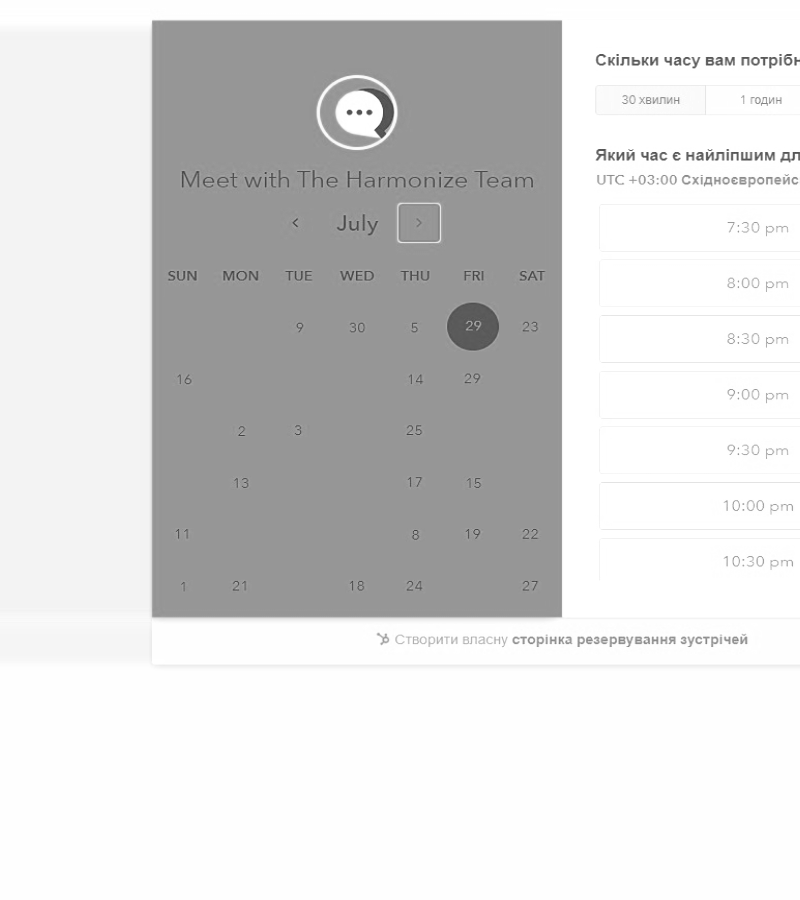 Meet with The Harmonize Team
July
SUN MON TUE WED THU FRI SAT
9 30 5 29 23
16 14 29
2 3 25
13 17 15
11 8 19 22
1 21 18 24 27
Скільки часу вам потрібн
30 хвилин 1 годин
Який час є найліпшим дл
UTC +03:00 Східноєвропейс
7:30 pm
8:00 pm
8:30 pm
9:00 pm
9:30 pm
10:00 pm
10:30 pm
Створити власну сторінка резервування зустрічей